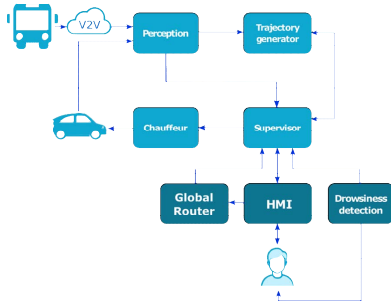 V2V
Perception
Trajectory
generator
Chauffeur
Supervisor
Global
Router
HMI
Drowsiness
detection